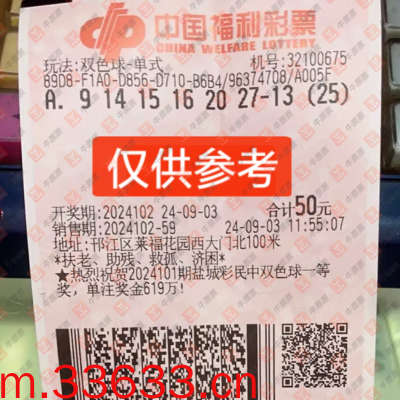 中国福利彩票
CHINA WELFARE LOTTERY
玩法:双色球-单式 机号:32100675
89D8-F1A0-D856-D710-B6B4/96374708/A005F
A. 9 14 15 16 20 27-13 (25)
仅供参考
开奖期:2024102 24-09-03 合计50元
销售期:2024102-59 24-09-03 11:55:07
地址:邗江区莱福花园西大门北100米
*扶老、助残、救孤、济困*
★热烈祝贺2024101期盐城彩民中双色球一等
奖，单注奖金619万!
m.33633.cn